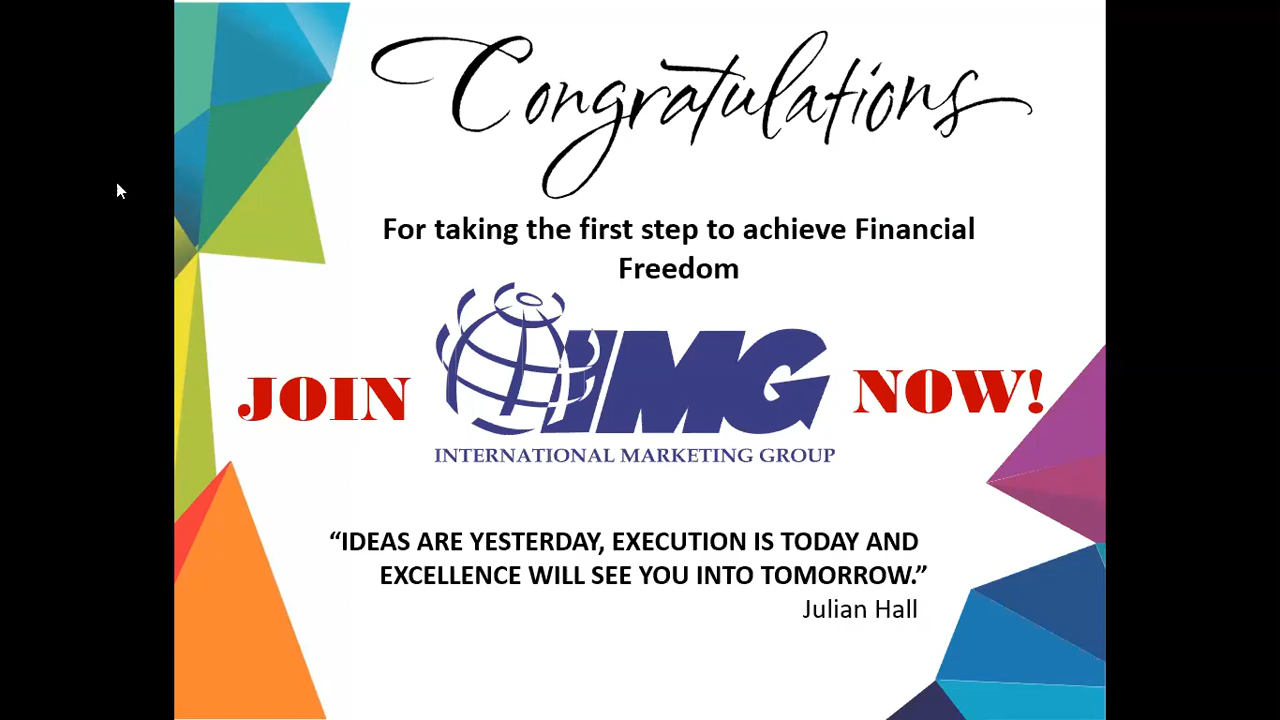 Congratulations
For taking the first step to achieve Financial
Freedom
JOIN IMG NOW!
INTERNATIONAL MARKETING GROUP
“IDEAS ARE YESTERDAY, EXECUTION IS TODAY AND
EXCELLENCE WILL SEE YOU INTO TOMORROW.”
Julian Hall